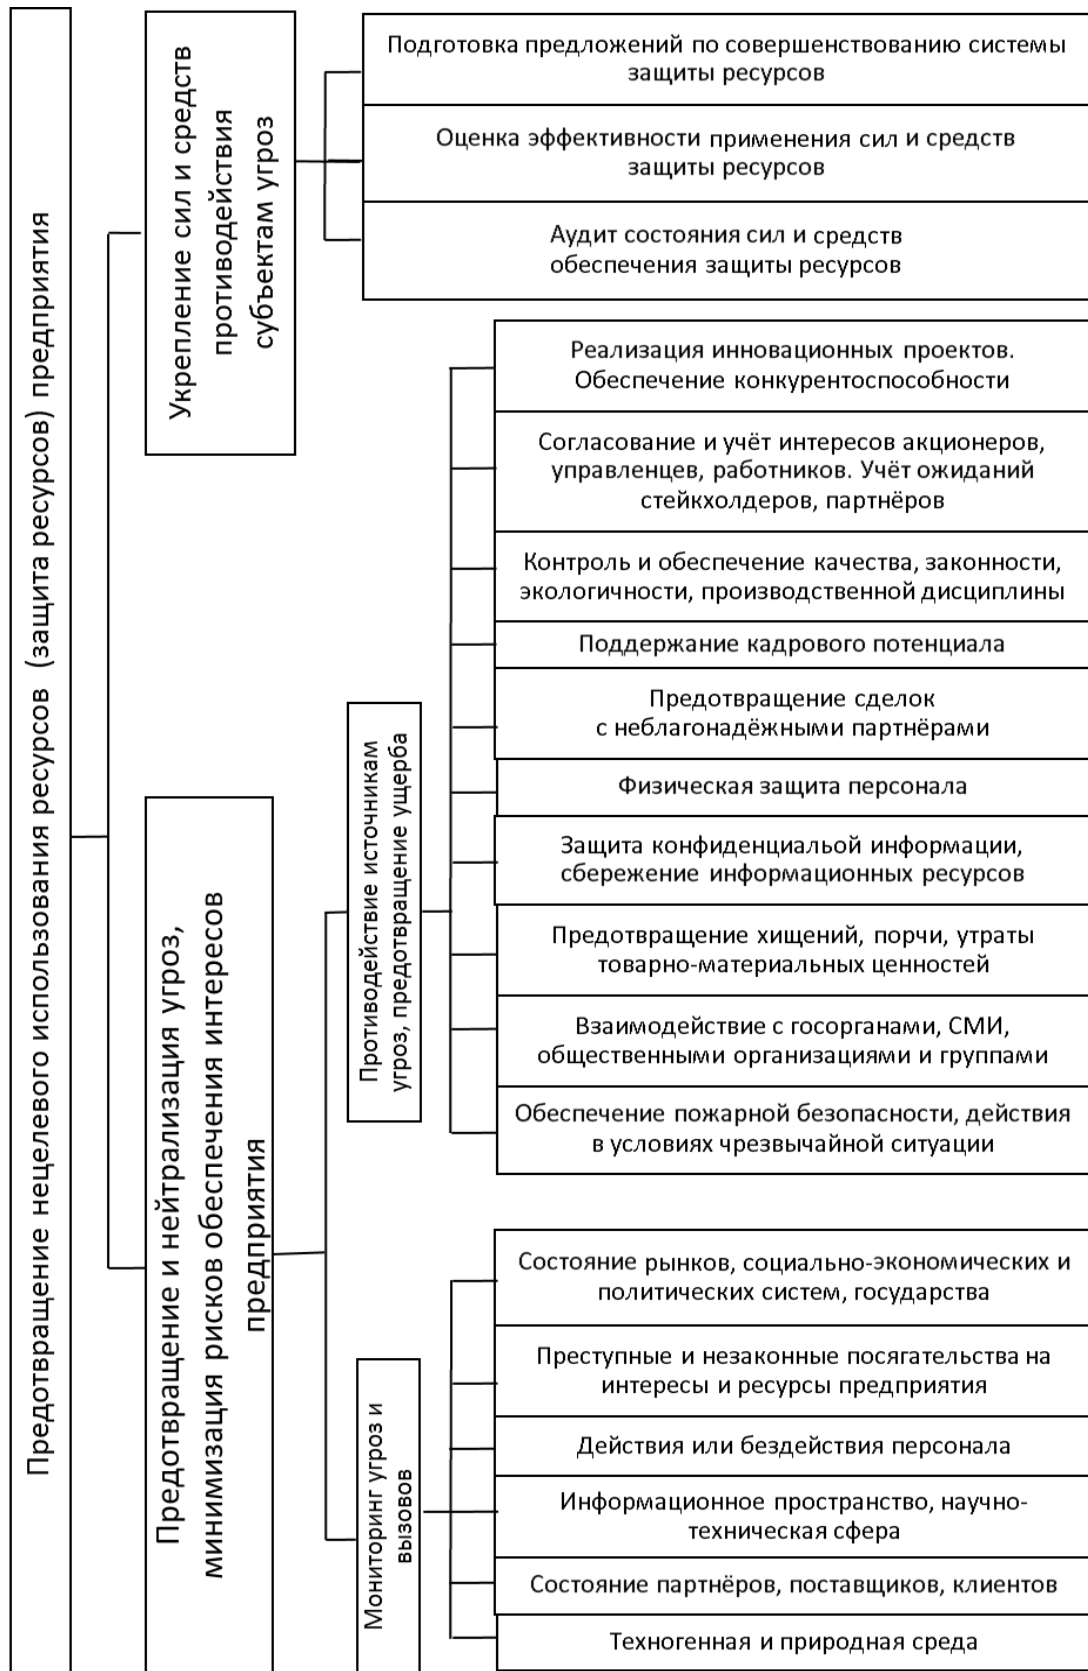 Предотвращение нецелевого использования ресурсов (защита ресурсов) предприятия
Укрепление сил и средств
противодействия
субъектам угроз
Подготовка предложений по совершенствованию системы
защиты ресурсов
Оценка эффективности применения сил и средств
защиты ресурсов
Аудит состояния сил и средств
обеспечения защиты ресурсов
Предотвращение и нейтрализация угроз,
минимизация рисков обеспечения интересов
предприятия
Противодействие источникам
угроз, предотвращение ущерба
Реализация инновационных проектов.
Обеспечение конкурентоспособности
Согласование и учёт интересов акционеров,
управленцев, работников. Учёт ожиданий
стейкхолдеров, партнёров
Контроль и обеспечение качества, законности,
экологичности, производственной дисциплины
Поддержание кадрового потенциала
Предотвращение сделок
с неблагонадёжными партнёрами
Физическая защита персонала
Защита конфиденциальой информации,
сбережение информационных ресурсов
Предотвращение хищений, порчи, утраты
товарно-материальных ценностей
Взаимодействие с госорганами, СМИ,
общественными организациями и группами
Обеспечение пожарной безопасности, действия
в условиях чрезвычайной ситуации
Мониторинг угроз и
вызовов
Состояние рынков, социально-экономических и
политических систем, государства
Преступные и незаконные посягательства на
интересы и ресурсы предприятия
Действия или бездействия персонала
Информационное пространство, научно-
техническая сфера
Состояние партнёров, поставщиков, клиентов
Техногенная и природная среда